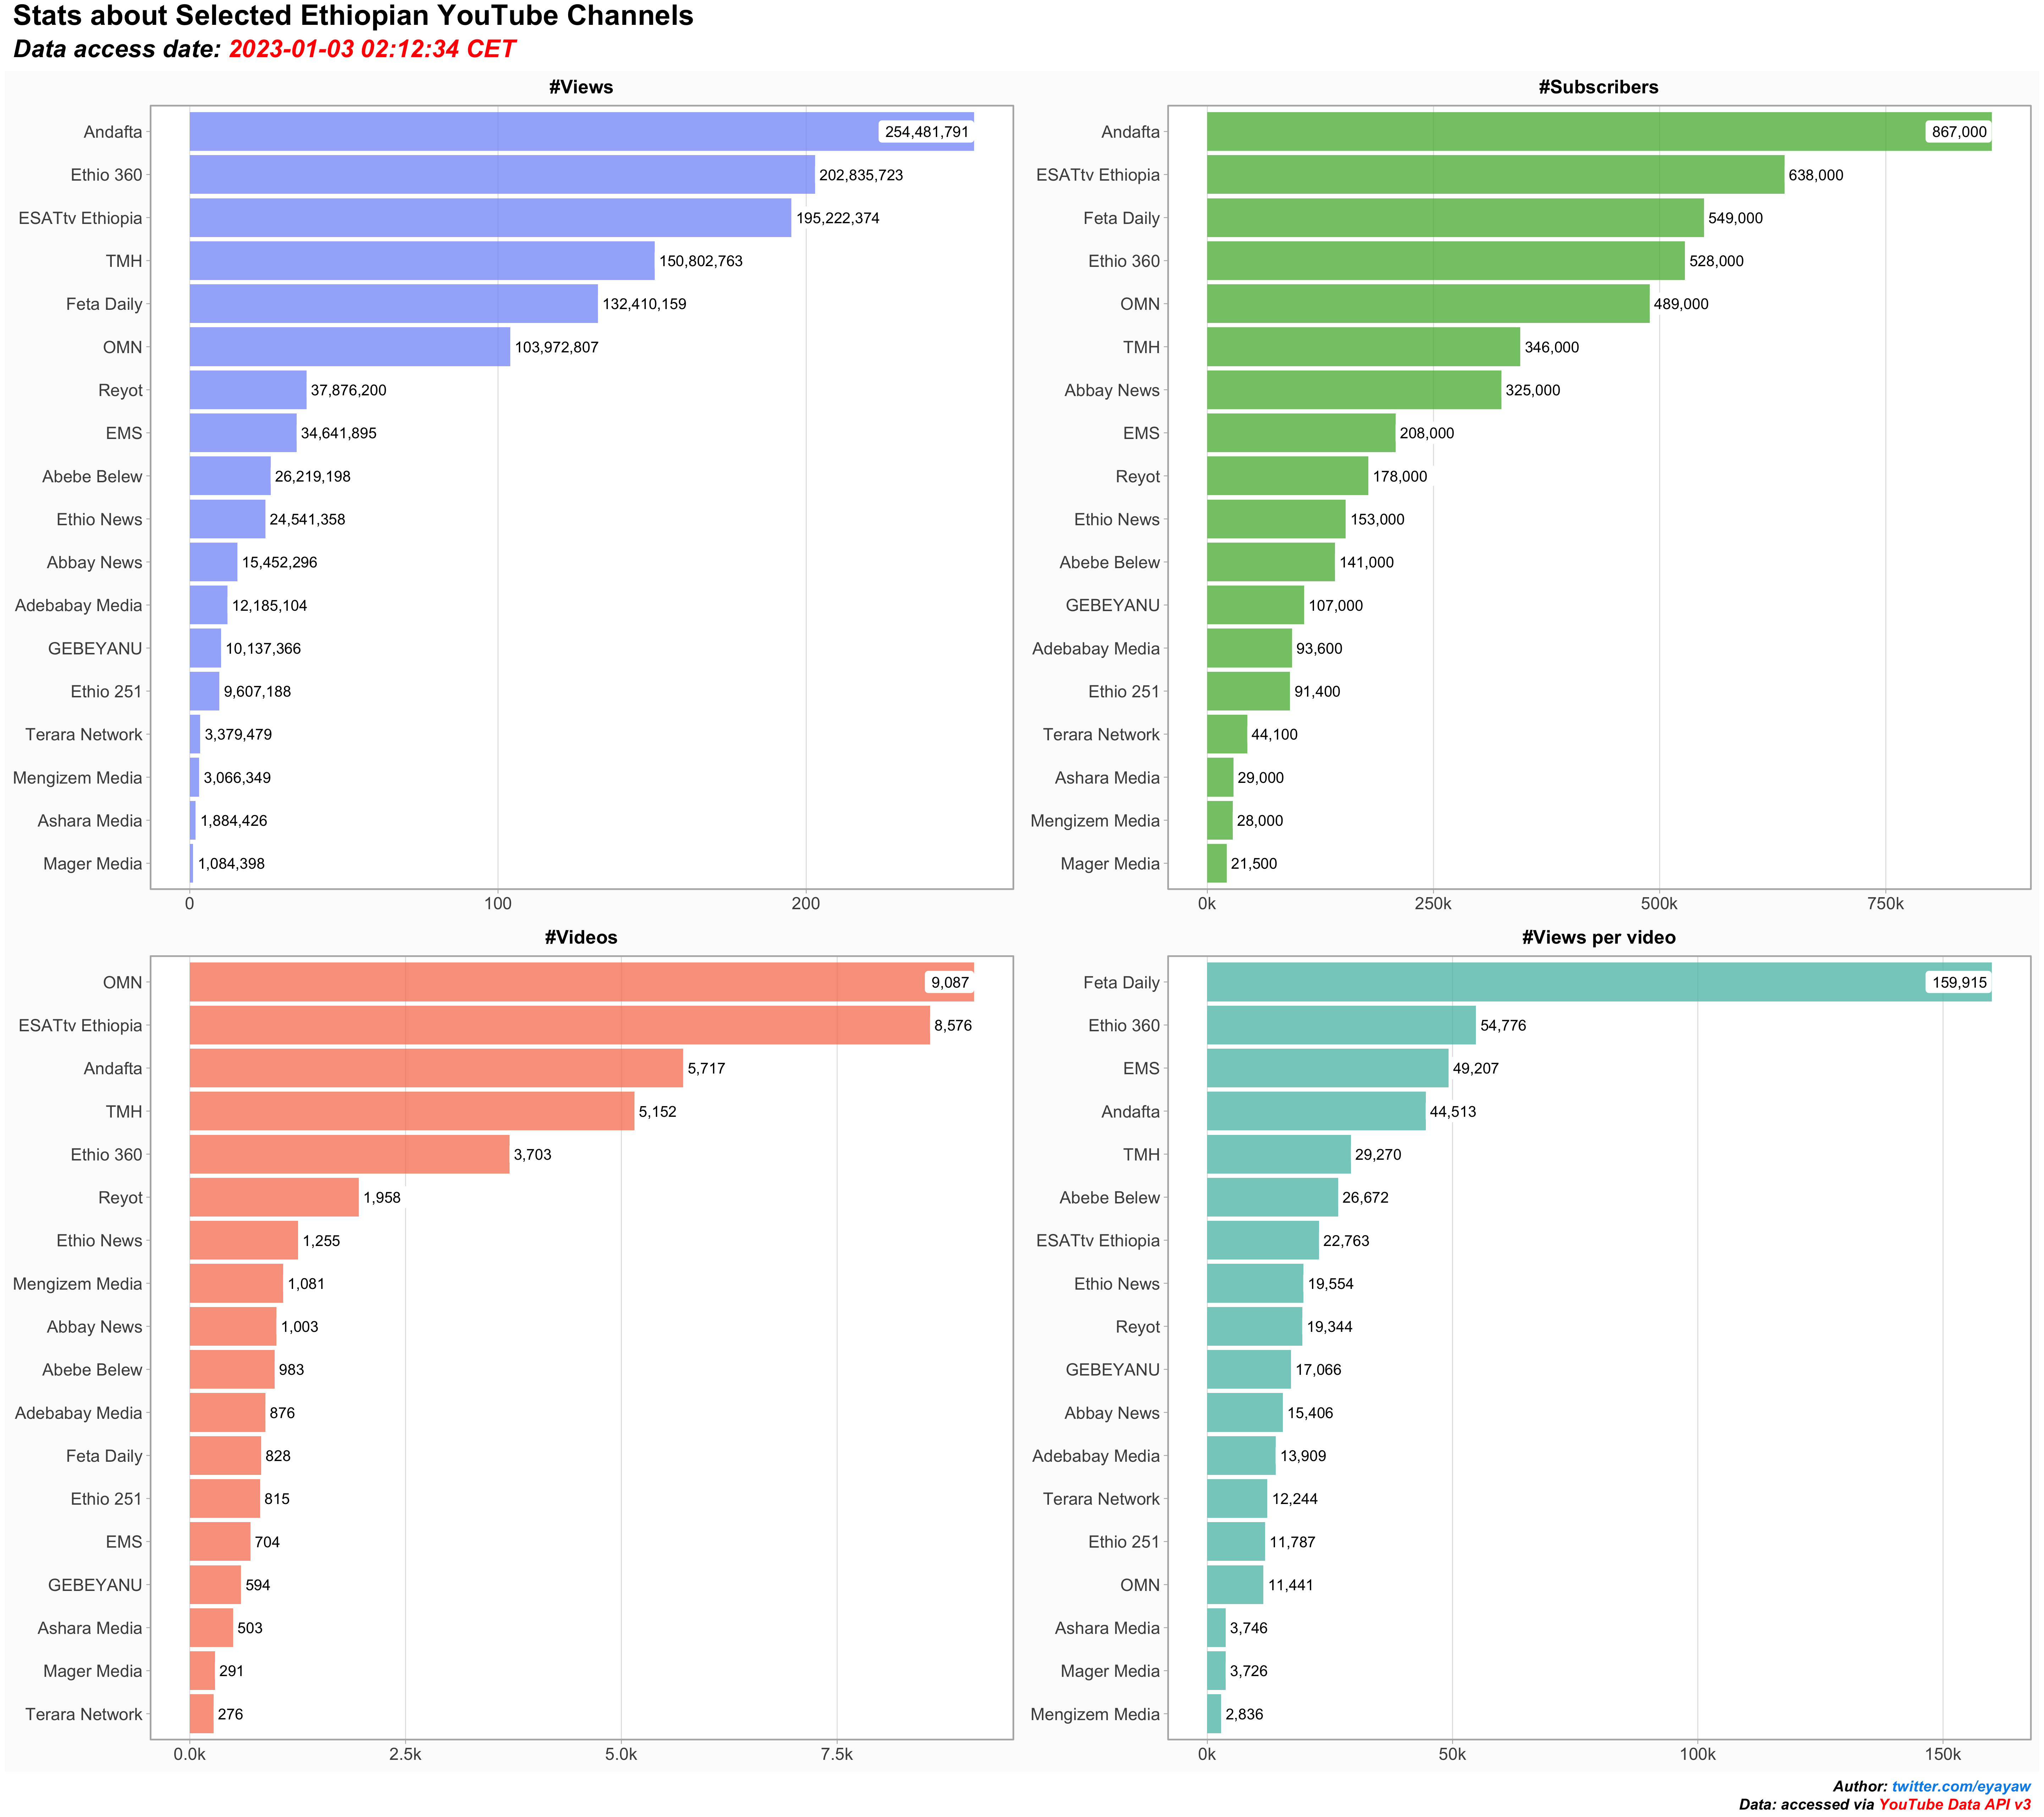 Stats about Selected Ethiopian YouTube Channels
Data access date: 2023-01-03 02:12:34 CET
#Views
Andafta 254,481,791
Ethio 360 202,835,723
ESATtv Ethiopia 195,222,374
TMH 150,802,763
Feta Daily 132,410,159
OMN 103,972,807
Reyot 37,876,200
EMS 34,641,895
Abebe Belew 26,219,198
Ethio News 24,541,358
Abbay News 15,452,296
Adebabay Media 12,185,104
GEBEYANU 10,137,366
Ethio 251 9,607,188
Terara Network 3,379,479
Mengizem Media 3,066,349
Ashara Media 1,884,426
Mager Media 1,084,398
0 100 200
#Subscribers
Andafta 867,000
ESATtv Ethiopia 638,000
Feta Daily 549,000
Ethio 360 528,000
OMN 489,000
TMH 346,000
Abbay News 325,000
EMS 208,000
Reyot 178,000
Ethio News 153,000
Abebe Belew 141,000
GEBEYANU 107,000
Adebabay Media 93,600
Ethio 251 91,400
Terara Network 44,100
Ashara Media 29,000
Mengizem Media 28,000
Mager Media 21,500
0k 250k 500k 750k
#Videos
OMN 9,087
ESATtv Ethiopia 8,576
Andafta 5,717
TMH 5,152
Ethio 360 3,703
Reyot 1,958
Ethio News 1,255
Mengizem Media 1,081
Abbay News 1,003
Abebe Belew 983
Adebabay Media 876
Feta Daily 828
Ethio 251 815
EMS 704
GEBEYANU 594
Ashara Media 503
Mager Media 291
Terara Network 276
0.0k 2.5k 5.0k 7.5k
#Views per video
Feta Daily 159,915
Ethio 360 54,776
EMS 49,207
Andafta 44,513
TMH 29,270
Abebe Belew 26,672
ESATtv Ethiopia 22,763
Ethio News 19,554
Reyot 19,344
GEBEYANU 17,066
Abbay News 15,406
Adebabay Media 13,909
Terara Network 12,244
Ethio 251 11,787
OMN 11,441
Ashara Media 3,746
Mager Media 3,726
Mengizem Media 2,836
0k 50k 100k 150k
Author: twitter.com/eyayaw
Data: accessed via YouTube Data API v3